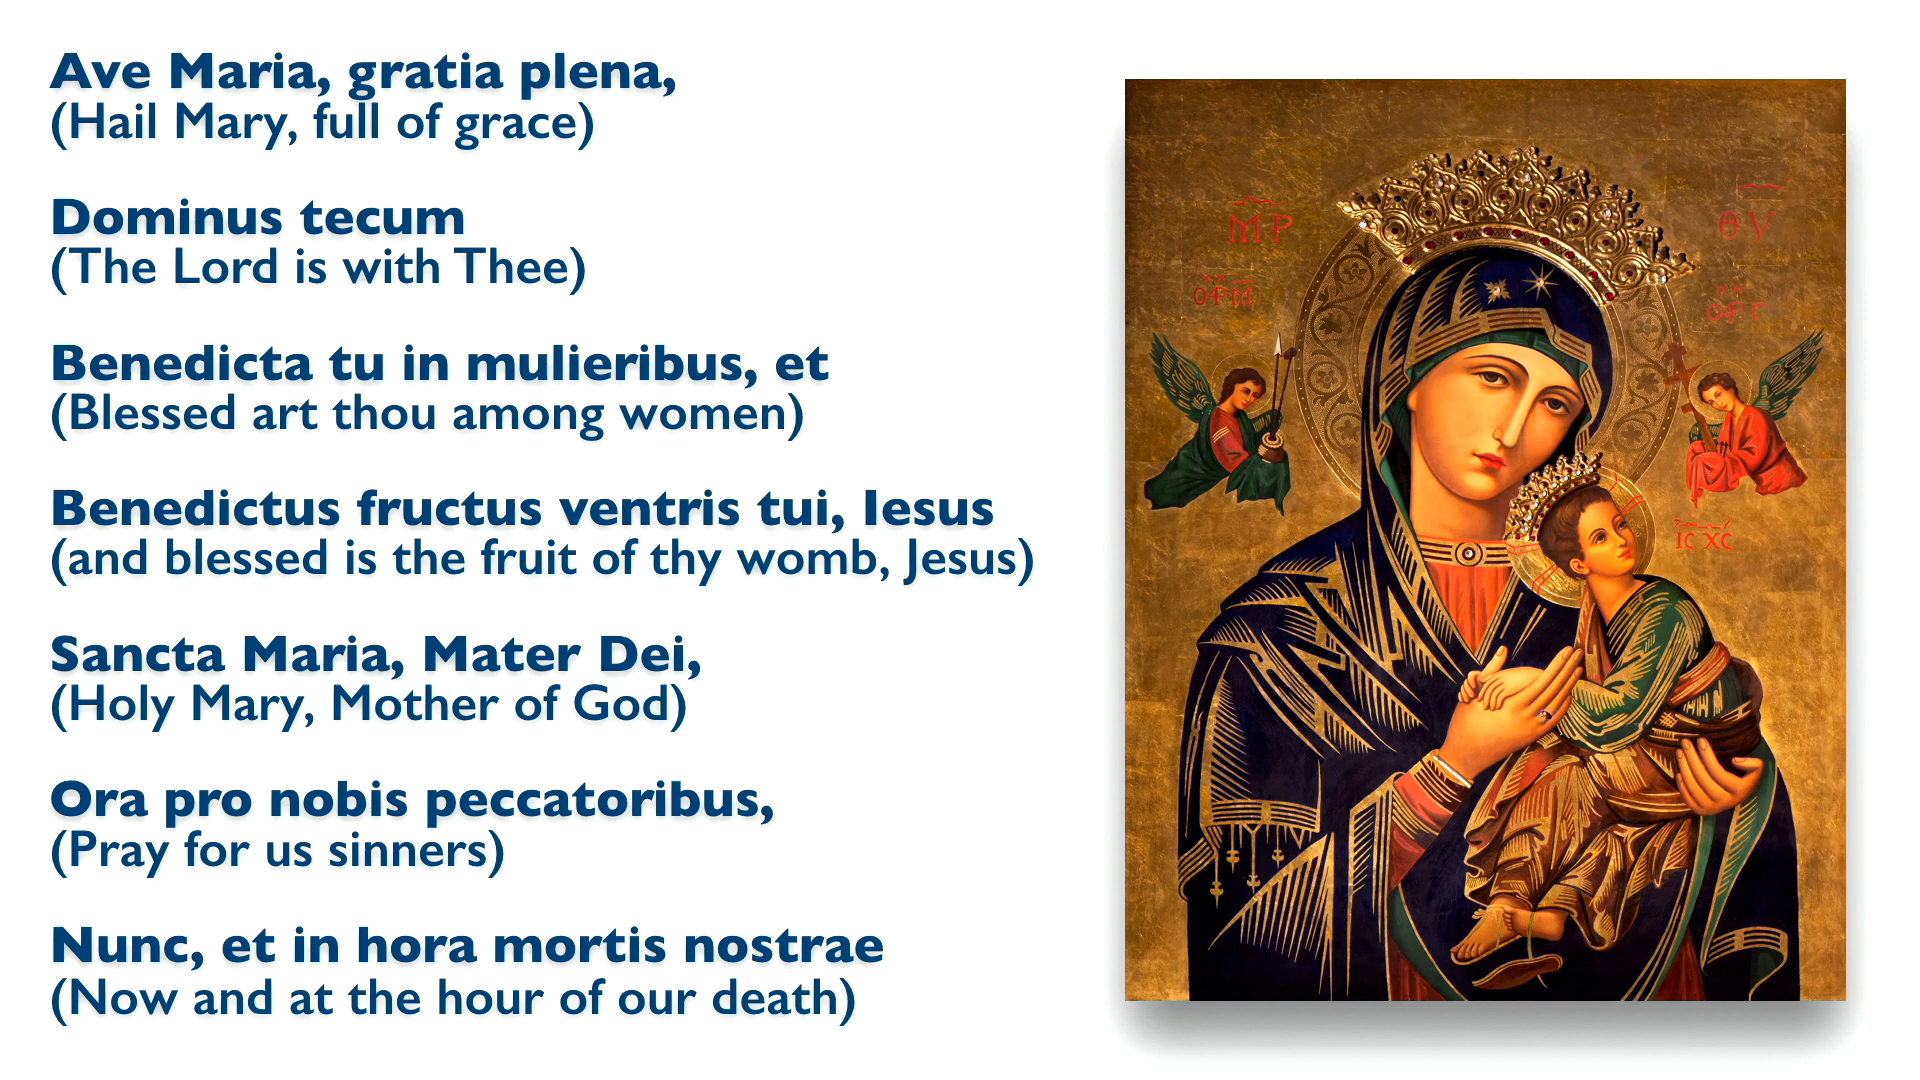 Ave Maria, gratia plena,
(Hail Mary, full of grace)
Dominus tecum
(The Lord is with Thee)
Benedicta tu in mulieribus, et
(Blessed art thou among women)
Benedictus fructus ventris tui, Iesus
(and blessed is the fruit of thy womb, Jesus)
Sancta Maria, Mater Dei,
(Holy Mary, Mother of God)
Ora pro nobis peccatoribus,
(Pray for us sinners)
Nunc, et in hora mortis nostrae
(Now and at the hour of our death)
ΜΡ ΘΥ
ΙC ΧC